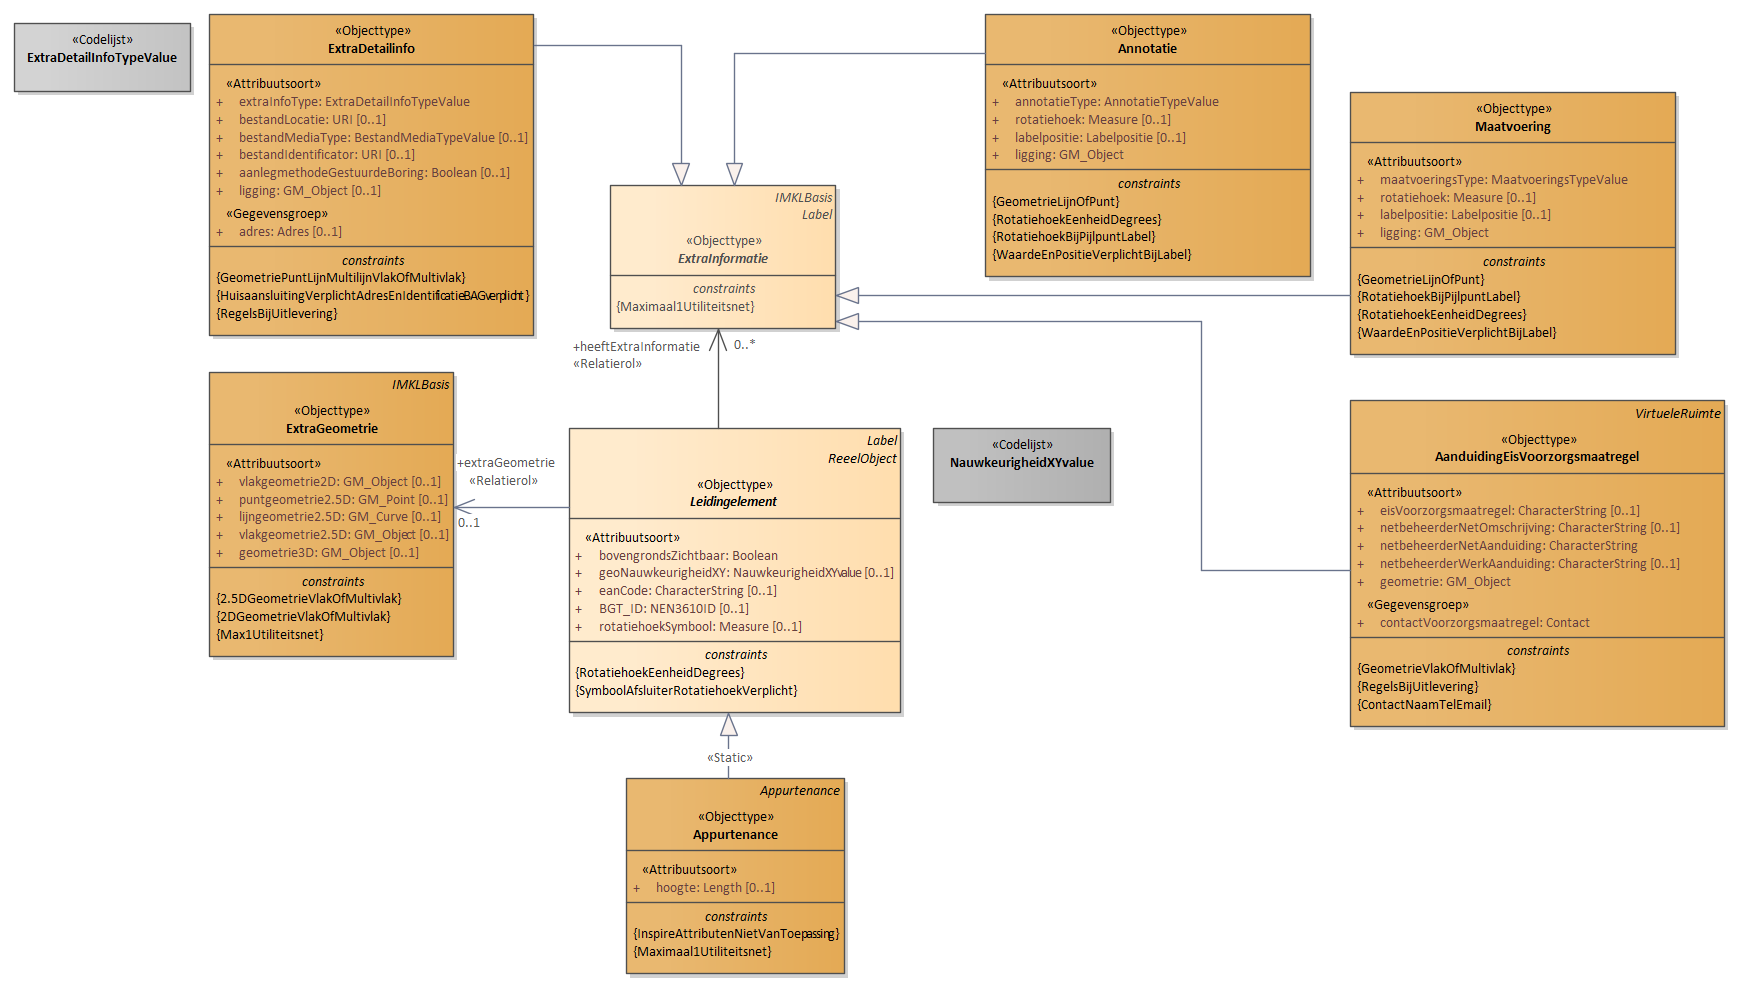 «Codelijst»
ExtraDetailInfoTypeValue
«Objecttype»
ExtraDetailinfo
«Attribuutsoort»
+ extraInfoType: ExtraDetailInfoTypeValue
+ bestandLocatie: URI [0..1]
+ bestandMediaType: BestandMediaTypeValue [0..1]
+ bestandIdentificator: URI [0..1]
+ aanlegmethodeGestuurdeBoring: Boolean [0..1]
+ ligging: GM_Object [0..1]
«Gegevensgroep»
+ adres: Adres [0..1]
constraints
{GeometriePuntLijnMultilijnVlakOfMultivlak}
{HuisaansluitingVerplichtAdresEnIdentificatieBAGverplicht}
{RegelsBijUitlevering}
«Objecttype»
Annotatie
«Attribuutsoort»
+ annotatieType: AnnotatieTypeValue
+ rotatiehoek: Measure [0..1]
+ labelpositie: Labelpositie [0..1]
+ ligging: GM_Object
constraints
{GeometrieLijnOfPunt}
{RotatiehoekEenheidDegrees}
{RotatiehoekBijPijlpuntLabel}
{WaardeEnPositieVerplichtBijLabel}
«Objecttype»
Maatvoering
«Attribuutsoort»
+ maatvoeringsType: MaatvoeringsTypeValue
+ rotatiehoek: Measure [0..1]
+ labelpositie: Labelpositie [0..1]
+ ligging: GM_Object
constraints
{GeometrieLijnOfPunt}
{RotatiehoekBijPijlpuntLabel}
{RotatiehoekEenheidDegrees}
{WaardeEnPositieVerplichtBijLabel}
IMKLBasis
Label
«Objecttype»
ExtraInformatie
constraints
{Maximaal1Utiliteitsnet}
+heeftExtraInformatie
«Relatierol»
0..*
IMKLBasis
«Objecttype»
ExtraGeometrie
«Attribuutsoort»
+ vlakgeometrie2D: GM_Object [0..1]
+ puntgeometrie2.5D: GM_Point [0..1]
+ lijngeometrie2.5D: GM_Curve [0..1]
+ vlakgeometrie2.5D: GM_Object [0..1]
+ geometrie3D: GM_Object [0..1]
constraints
{2.5DGeometrieVlakOfMultivlak}
{2DGeometrieVlakOfMultivlak}
{Max1Utiliteitsnet}
+extraGeometrie
«Relatierol»
0..1
Label
ReeelObject
«Objecttype»
Leidingelement
«Attribuutsoort»
+ bovengrondsZichtbaar: Boolean
+ geoNauwkeurigheidXY: NauwkeurigheidXYvalue [0..1]
+ eanCode: CharacterString [0..1]
+ BGT_ID: NEN3610ID [0..1]
+ rotatiehoekSymbool: Measure [0..1]
constraints
{RotatiehoekEenheidDegrees}
{SymboolAfsluiterRotatiehoekVerplicht}
«Codelijst»
NauwkeurigheidXYvalue
VirtueleRuimte
«Objecttype»
AanduidingEisVoorzorgsmaatregel
«Attribuutsoort»
+ eisVoorzorgsmaatregel: CharacterString [0..1]
+ netbeheerderNetOmschrijving: CharacterString [0..1]
+ netbeheerderNetAanduiding: CharacterString
+ netbeheerderWerkAanduiding: CharacterString [0..1]
+ geometrie: GM_Object
«Gegevensgroep»
+ contactVoorzorgsmaatregel: Contact
constraints
{GeometrieVlakOfMultivlak}
{RegelsBijUitlevering}
{ContactNaamTelEmail}
«Static»
Appurtenance
«Objecttype»
Appurtenance
«Attribuutsoort»
+ hoogte: Length [0..1]
constraints
{InspireAttributenNietVanToepassing}
{Maximaal1Utiliteitsnet}